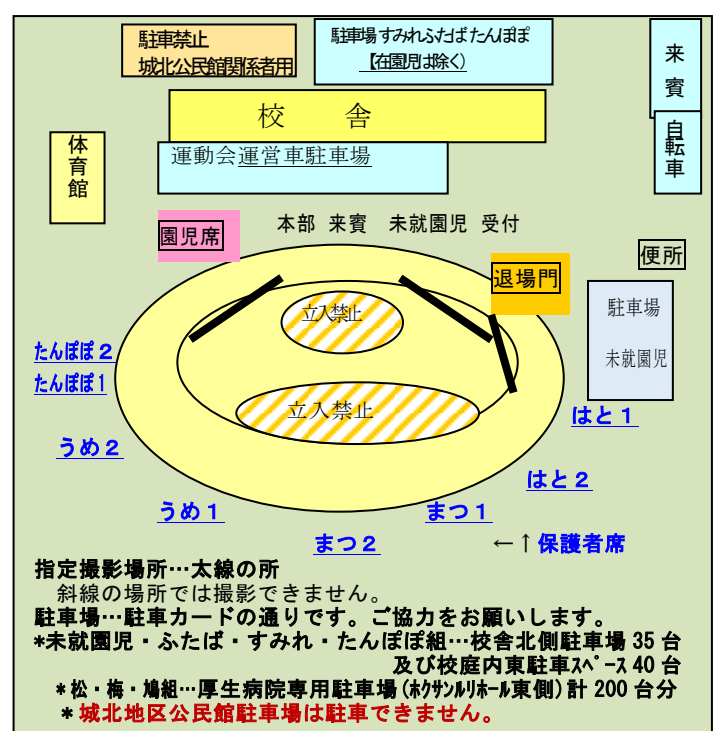 駐車禁止
城北公民館関係者用
駐車場すみれふたばたんぽぽ
【在園児は除く）
来
賓
校　舎
自
転
車
体
育
館
運動会運営車駐車場
園児席
本部 来賓　未就園児 受付
便所
退場門
立入禁止
駐車場
未就園児
たんぽぽ２
たんぽぽ1
立入禁止
はと１
うめ２
はと２
うめ１
まつ１
まつ２
←↑保護者席
指定撮影場所…太線の所
斜線の場所では撮影できません。
駐車場…駐車カードの通りです。ご協力をお願いします。
*未就園児・ふたば・すみれ・たんぽぽ組…校舎北側駐車場 35 台
及び校庭内東駐車ｽﾍﾟｰｽ 40 台
*松・梅・鳩組…厚生病院専用駐車場(ﾎｸｻﾝﾙﾘﾎｰﾙ東側)計 200 台分
＊城北地区公民館駐車場は駐車できません。